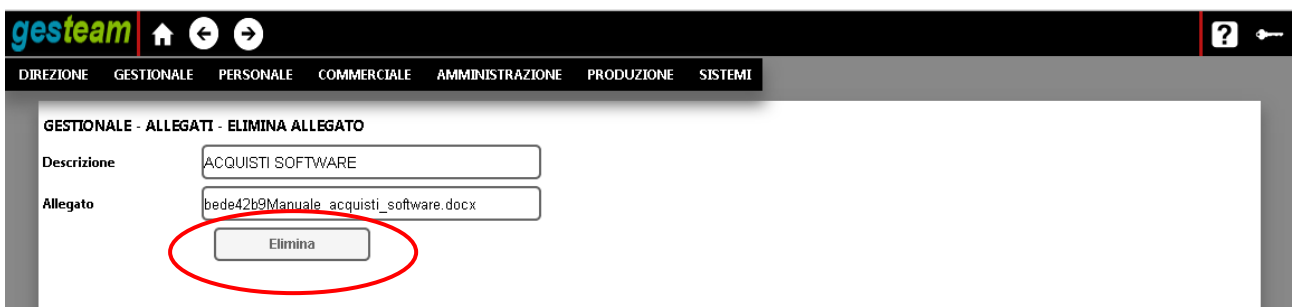 gesteam ?
DIREZIONE GESTIONALE PERSONALE COMMERCIALE AMMINISTRAZIONE PRODUZIONE SISTEMI
GESTIONALE - ALLEGATI - ELIMINA ALLEGATO
Descrizione ACQUISTI SOFTWARE
Allegato bede42b9Manuale_acquisti_software.docx
Elimina